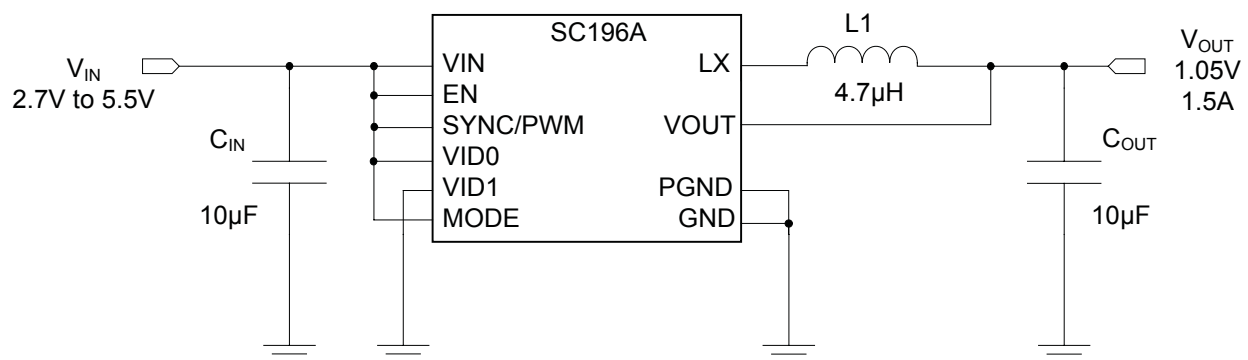 SC196A
L1
V_IN
2.7V to 5.5V
VIN
LX
V_OUT
1.05V
1.5A
EN
4.7µH
SYNC/PWM
VOUT
C_IN
VID0
C_OUT
VID1
PGND
10µF
MODE
GND
10µF